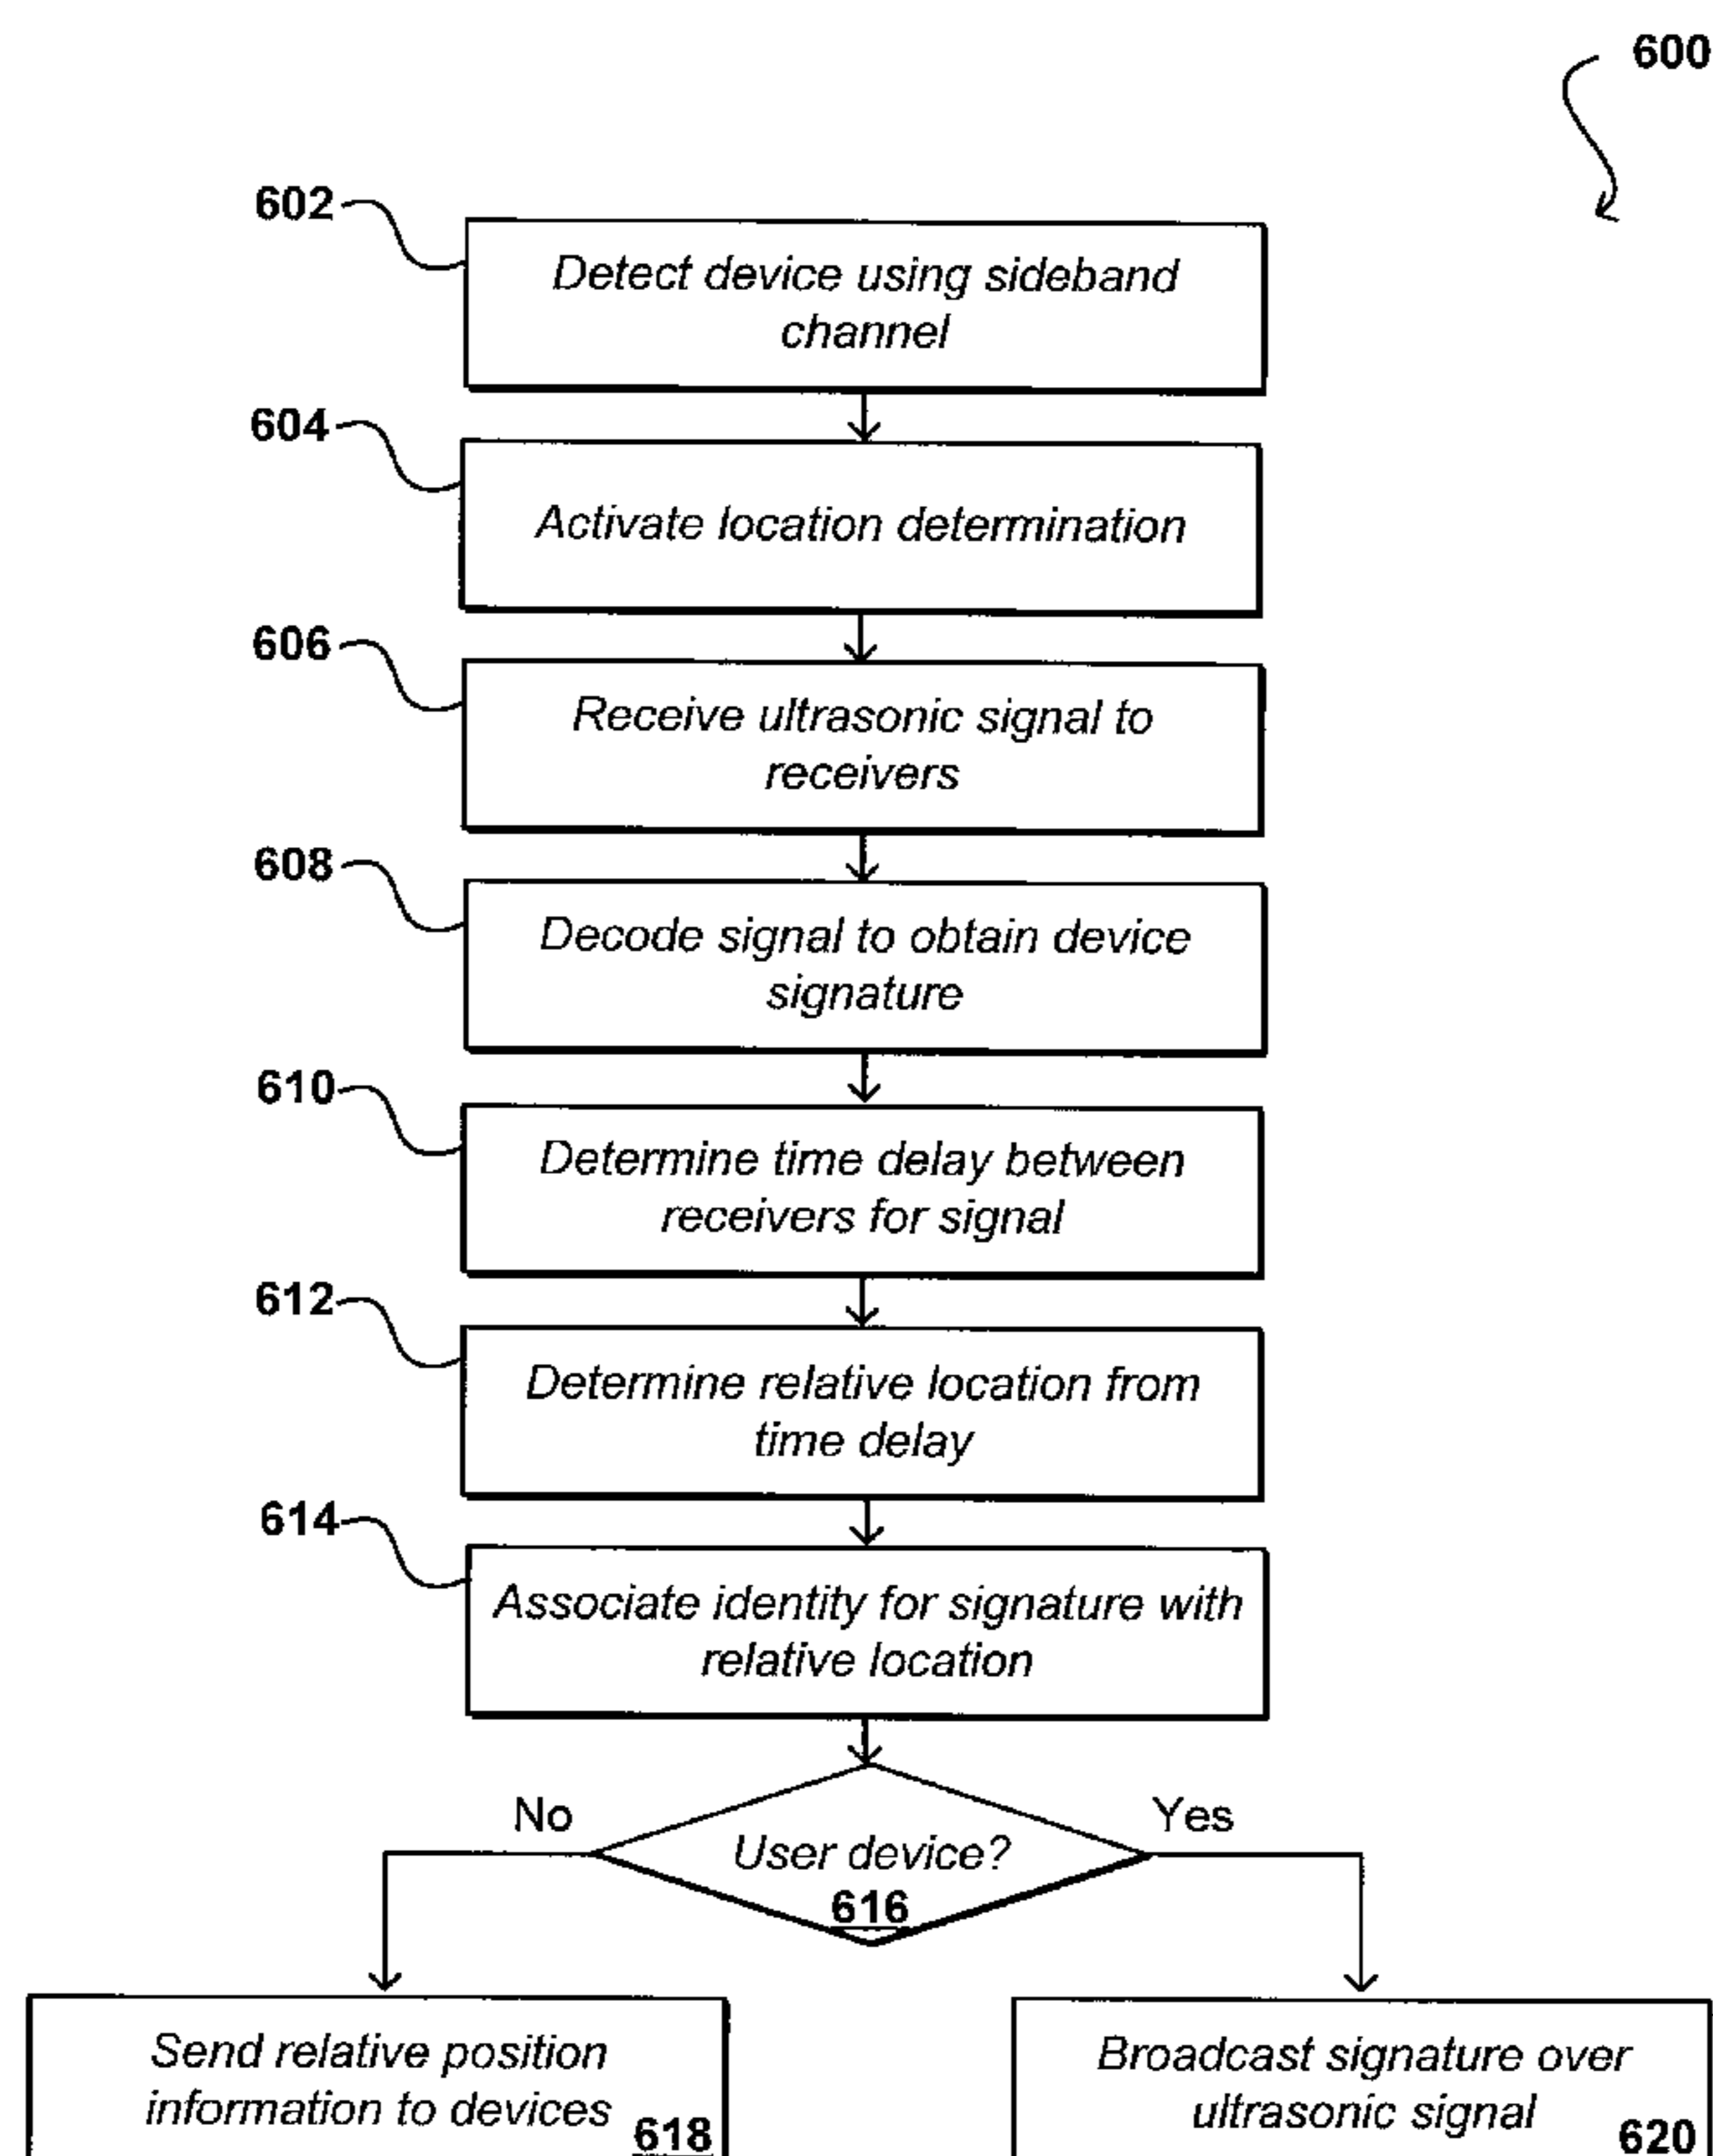 600
602
Detect device using sideband
channel
604
Activate location determination
606
Receive ultrasonic signal to
receivers
608
Decode signal to obtain device
signature
610
Determine time delay between
receivers for signal
612
Determine relative location from
time delay
614
Associate identity for signature with
relative location
No
Yes
User device?
616
Send relative position
information to devices
618
Broadcast signature over
ultrasonic signal
620